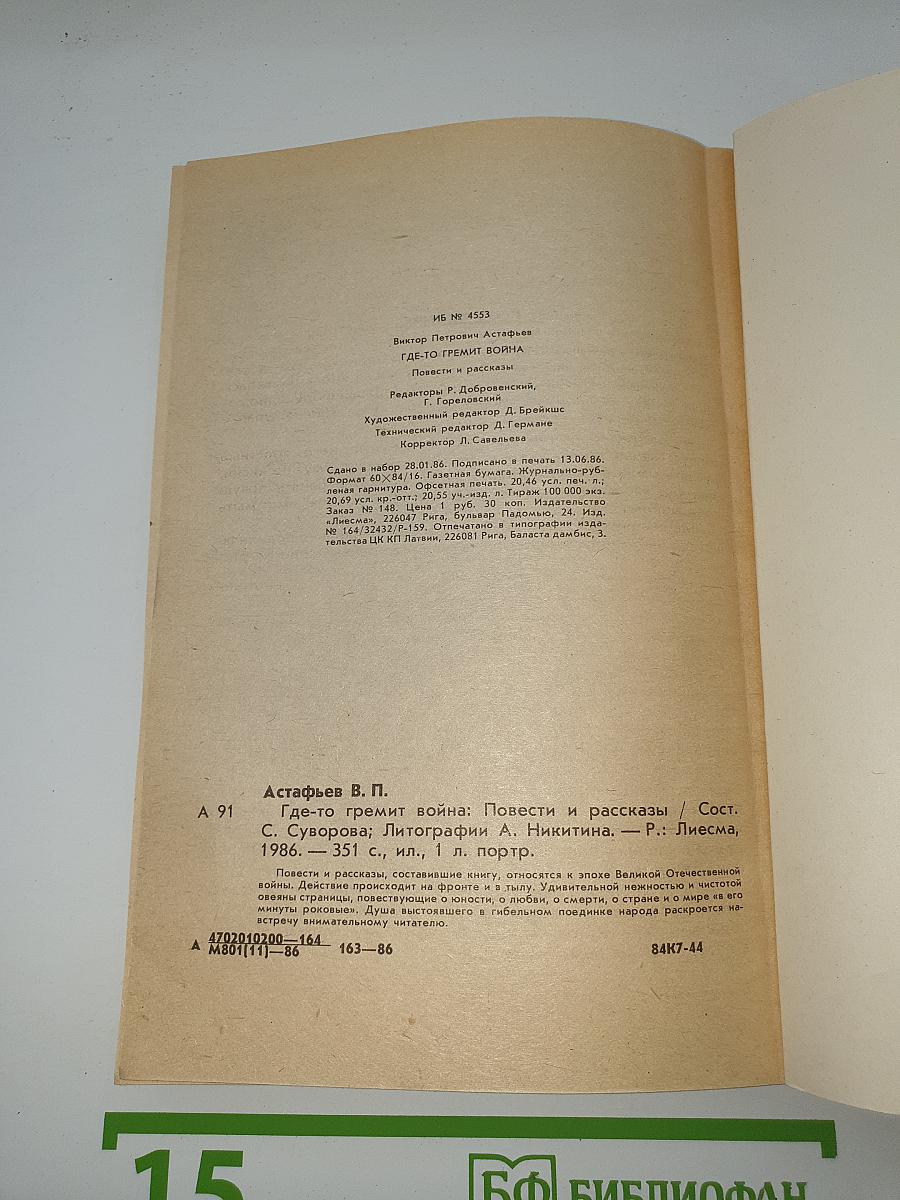 ИБ № 4553
Виктор Петрович Астафьев
ГДЕ-ТО ГРЕМИТ ВОЙНА
Повести и рассказы
Редакторы Р. Добровенский,
Г. Гореловский
Художественный редактор Д. Брейкшс
Технический редактор Д. Германе
Корректор Л. Савельева
Сдано в набор 28.01.86. Подписано в печать 13.06.86.
Формат 60×84/16. Газетная бумага. Журнально-руб-
леная гарнитура. Офсетная печать. 20,46 усл. печ. л.;
20,69 усл. кр.-отт.; 20,55 уч.-изд. л. Тираж 100 000 экз.
Заказ № 148. Цена 1 руб. 30 коп. Издательство
«Лиесма», 226047 Рига, бульвар Падомью, 24. Изд.
№ 164/32432/Р-159. Отпечатано в типографии изда-
тельства ЦК КП Латвии, 226081 Рига, Баласта дамбис, 3.
Астафьев В. П.
А 91 Где-то гремит война: Повести и рассказы / Сост.
С. Суворова; Литографии А. Никитина. — Р.: Лиесма,
1986. — 351 с., ил., 1 л. портр.
Повести и рассказы, составившие книгу, относятся к эпохе Великой Отечественной
войны. Действие происходит на фронте и в тылу. Удивительной нежностью и чистотой
овеяны страницы, повествующие о юности, о любви, о смерти, о стране и о мире «в его
минуты роковые». Душа выстоявшего в гибельном поединке народа раскроется на-
встречу внимательному читателю.
А 4702010200—164 163—86 84К7-44
М801(11)—86
15 БФ БИБЛИОФАН